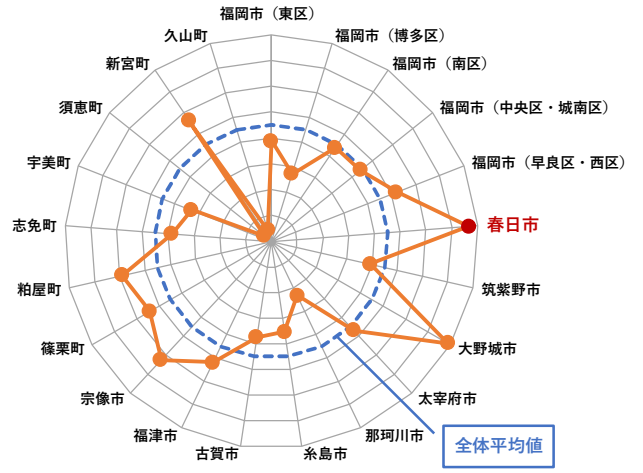 福岡市（東区）
福岡市（博多区）
福岡市（南区）
福岡市（中央区・城南区）
福岡市（早良区・西区）
春日市
筑紫野市
大野城市
太宰府市
那珂川市
糸島市
古賀市
福津市
宗像市
篠栗町
粕屋町
志免町
宇美町
須恵町
新宮町
久山町
全体平均値